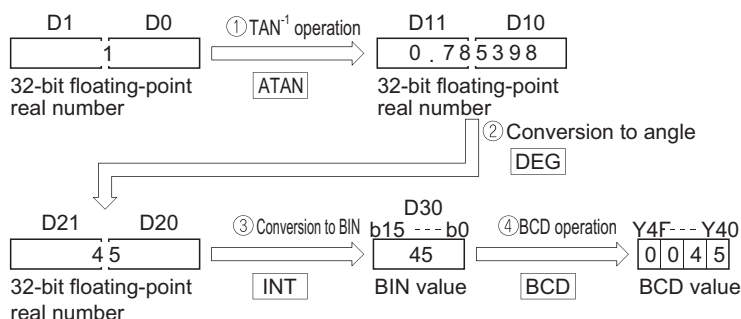 D1 D0
① TAN-1 operation
D11 D10
1
0.785398
32-bit floating-point
real number
ATAN
32-bit floating-point
real number
② Conversion to angle
DEG
D21 D20
③ Conversion to BIN
D30
b15 --- b0
④BCD operation
Y4F--- Y40
45
45
0 0 4 5
32-bit floating-point
real number
INT
BIN value
BCD
BCD value